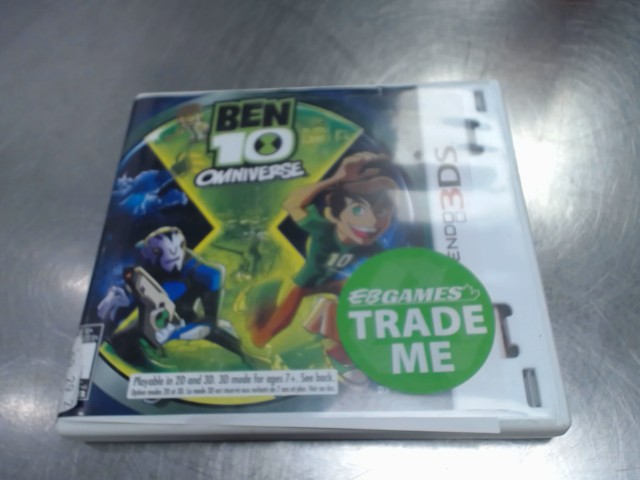 BEN
10
OMNIVERSE
3DS
10
EB GAMES
TRADE
ME
Playable in 2D and 3D. 3D mode for ages 7+. See back.